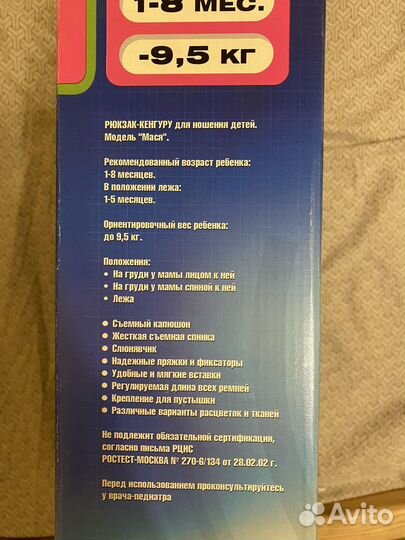 1-8 МЕС.
-9,5 КГ
РЮКЗАК-КЕНГУРУ для ношения детей.
Модель "Мася".
Рекомендованный возраст ребенка:
1-8 месяцев.
В положении лежа:
1-5 месяцев.
Ориентировочный вес ребенка:
до 9,5 кг.
Положения:
• На груди у мамы лицом к ней
• На груди у мамы спиной к ней
• Лежа
● Съемный капюшон
● Жесткая съемная спинка
● Слюнявчик
● Надежные пряжки и фиксаторы
● Удобные и мягкие вставки
● Регулируемая длина всех ремней
● Крепление для пустышки
● Различные варианты расцветок и тканей
Не подлежит обязательной сертификации,
согласно письма РЦИС
РОСТЕСТ-МОСКВА № 270-6/134 от 28.02.02 г.
Перед использованием проконсультируйтесь
у врача-педиатра
Avito